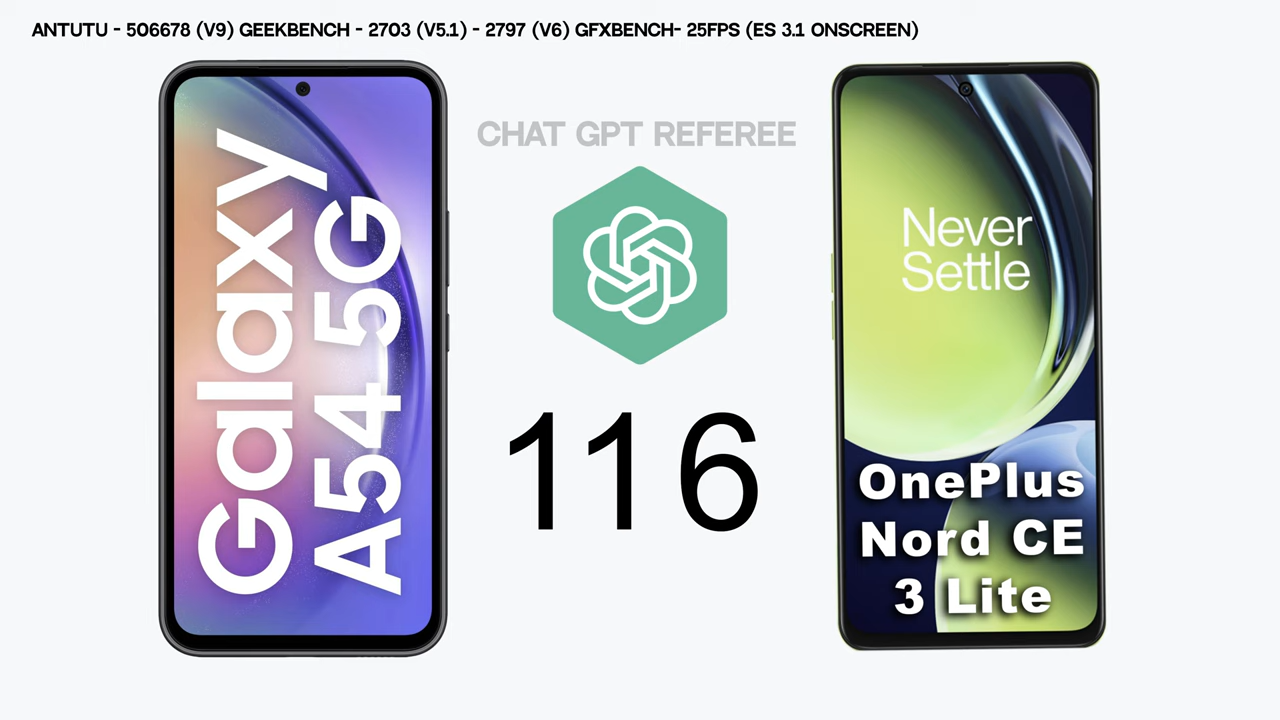 ANTUTU - 506678 (V9) GEEKBENCH - 2703 (V5.1) - 2797 (V6) GFXBENCH- 25FPS (ES 3.1 ONSCREEN)
CHAT GPT REFEREE
Galaxy
A54 5G
116
Never
Settle
OnePlus
Nord CE
3 Lite